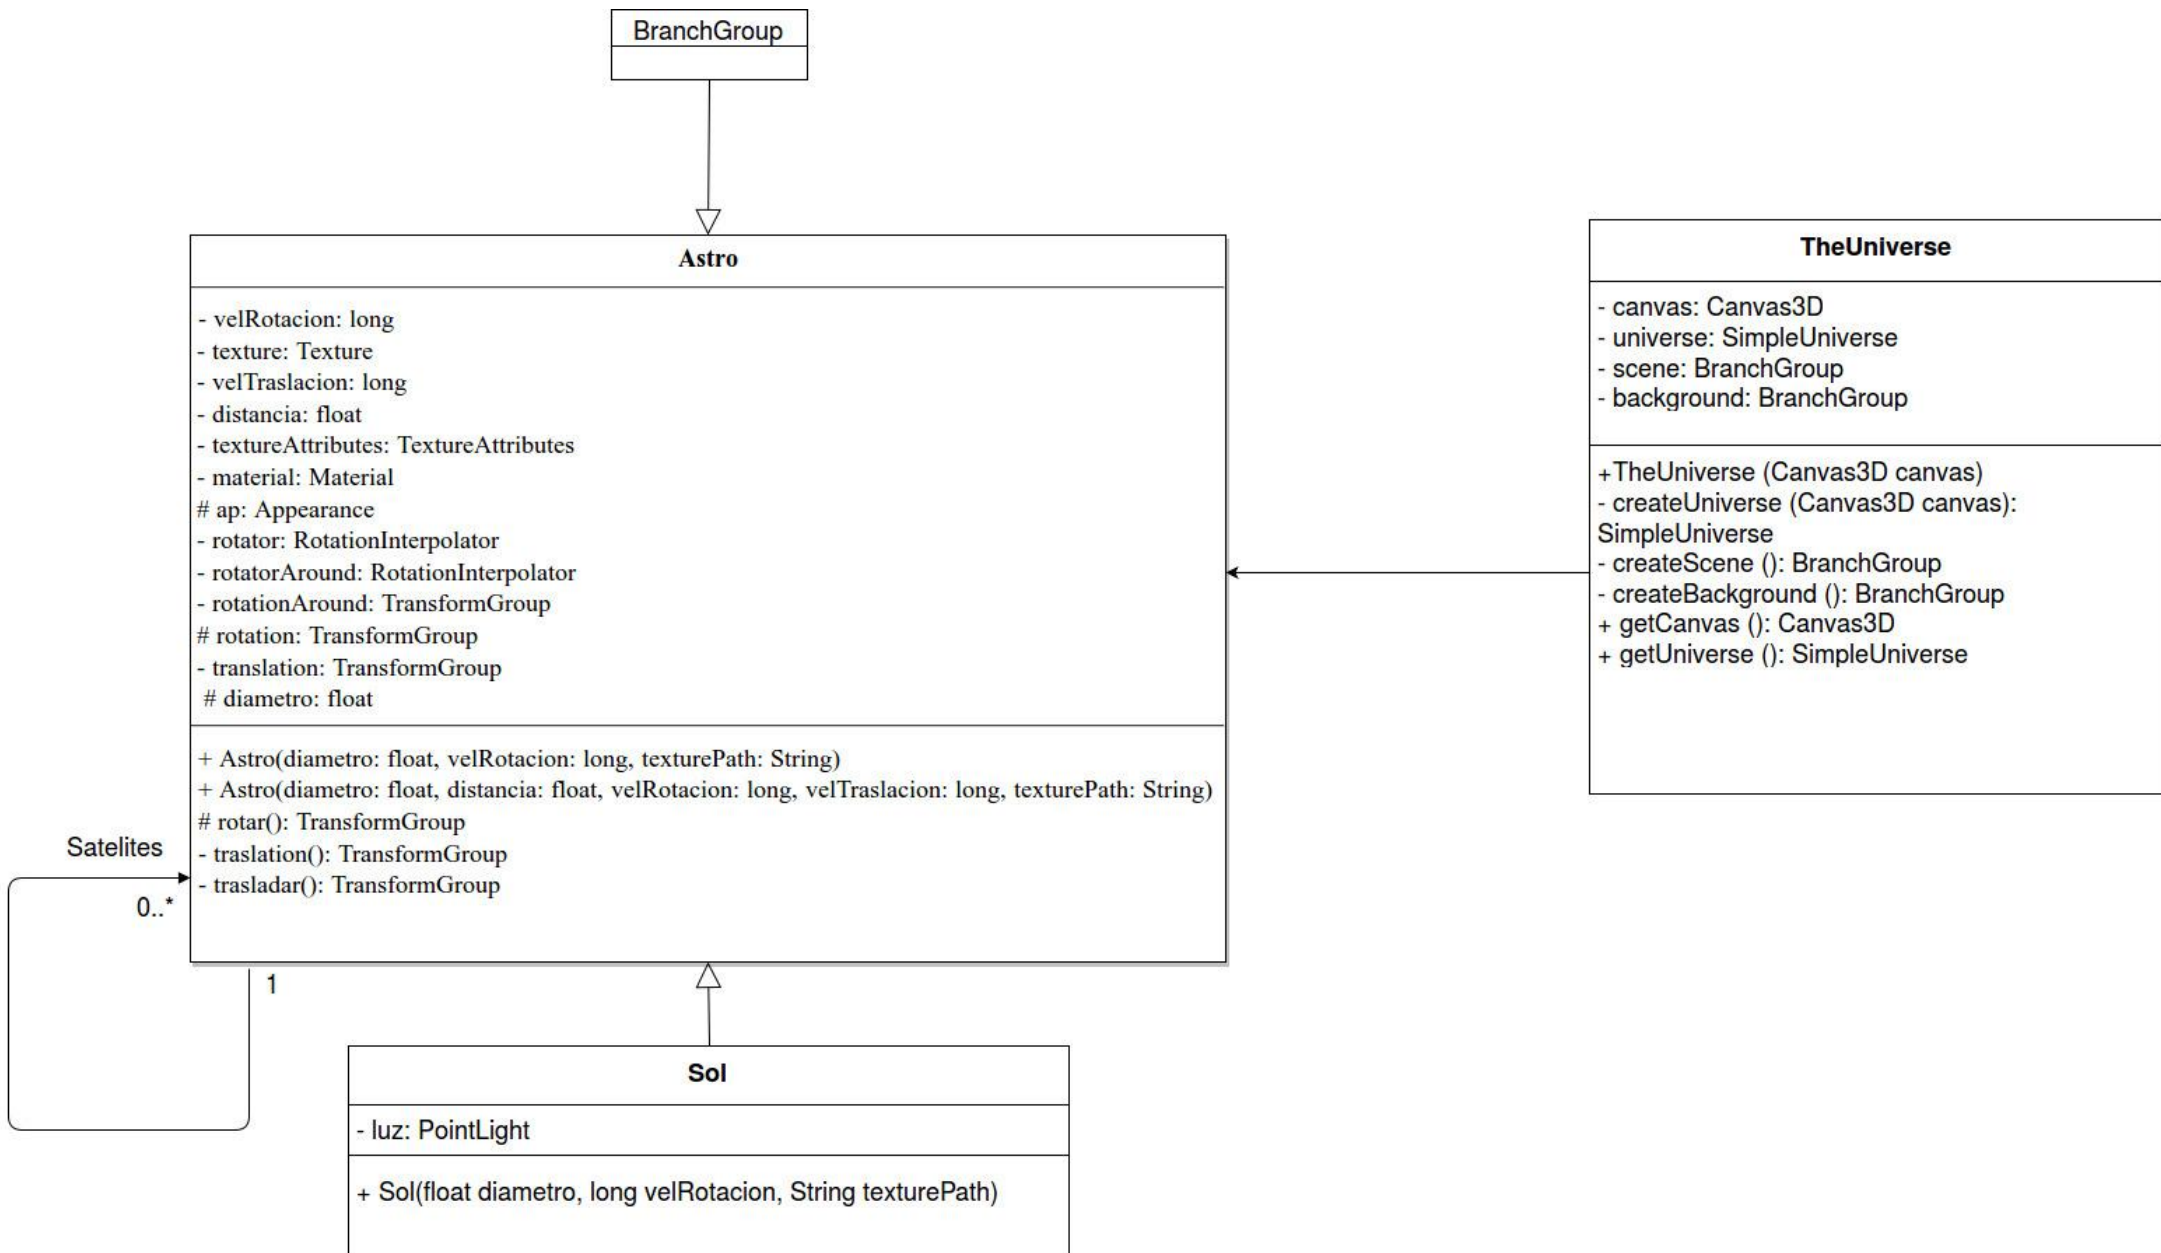 BranchGroup
Astro
- velRotacion: long
- texture: Texture
- velTraslacion: long
- distancia: float
- textureAttributes: TextureAttributes
- material: Material
# ap: Appearance
- rotator: RotationInterpolator
- rotatorAround: RotationInterpolator
- rotationAround: TransformGroup
# rotation: TransformGroup
- translation: TransformGroup
# diametro: float
+ Astro(diametro: float, velRotacion: long, texturePath: String)
+ Astro(diametro: float, distancia: float, velRotacion: long, velTraslacion: long, texturePath: String)
# rotar(): TransformGroup
- traslation(): TransformGroup
- trasladar(): TransformGroup
Satelites
0..*
1
Sol
- luz: PointLight
+ Sol(float diametro, long velRotacion, String texturePath)
TheUniverse
- canvas: Canvas3D
- universe: SimpleUniverse
- scene: BranchGroup
- background: BranchGroup
+TheUniverse (Canvas3D canvas)
- createUniverse (Canvas3D canvas):
SimpleUniverse
- createScene (): BranchGroup
- createBackground (): BranchGroup
+ getCanvas (): Canvas3D
+ getUniverse (): SimpleUniverse